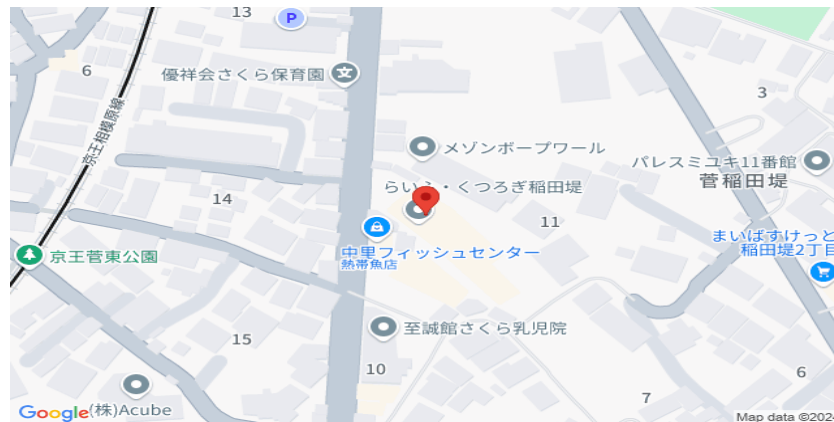 13
P
6
優祥会さくら保育園
3
京王相模原線
メゾンボープワール
パレスミユキ11番館
菅稲田堤
らいふ・くつろぎ稲田堤
14
11
中里フィッシュセンター
熱帯魚店
まいばすけっと
稲田堤2丁目
京王菅東公園
至誠館さくら乳児院
15
10
6
7
Google
(株)Acube
Map data ©2024